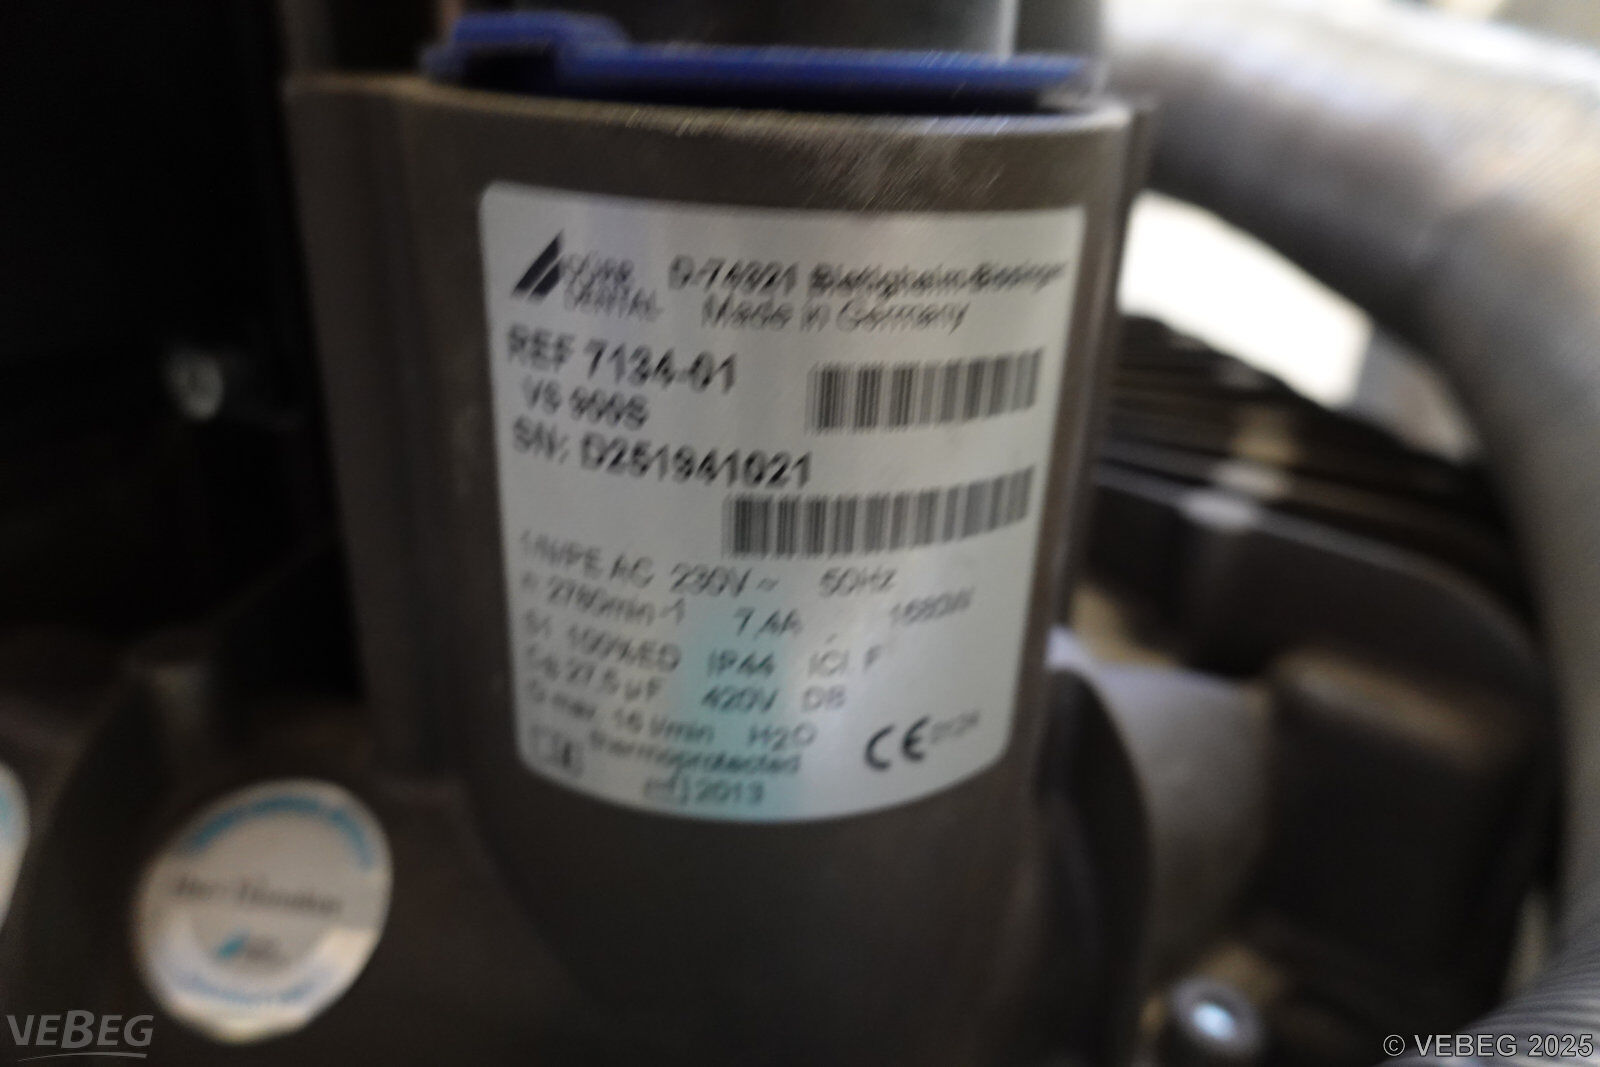 DÜRR
DENTAL
D-74321 Bietigheim-Bissingen
Made in Germany
REF 7134-01
VS 900S
SN: D251941021
1/N/PE AC 230V ~ 50Hz
n 2780min-1 7,4A 1680W
S1 100%ED IP44 ICl. F
27,5 µF 420V DB
Q max. 16 l/min H2O
thermoprotected
CE 0124
2013
VEBEG
© VEBEG 2025